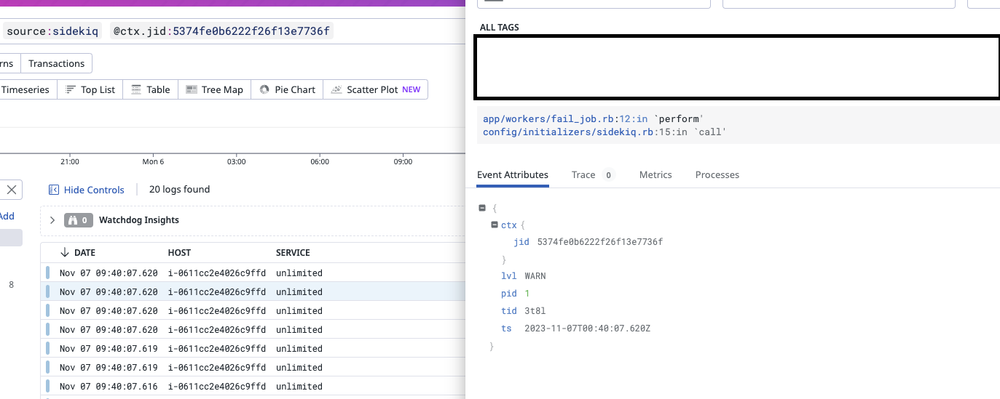 source:sidekiq @ctx.jid:5374fe0b6222f26f13e7736f
rns Transactions
Timeseries Top List Table Tree Map Pie Chart Scatter Plot NEW
21:00 Mon 6 03:00 06:00 09:00
Hide Controls 20 logs found
Add
0 Watchdog Insights
DATE HOST SERVICE
8
Nov 07 09:40:07.620 i-0611cc2e4026c9ffd unlimited
Nov 07 09:40:07.620 i-0611cc2e4026c9ffd unlimited
Nov 07 09:40:07.620 i-0611cc2e4026c9ffd unlimited
Nov 07 09:40:07.620 i-0611cc2e4026c9ffd unlimited
Nov 07 09:40:07.619 i-0611cc2e4026c9ffd unlimited
Nov 07 09:40:07.619 i-0611cc2e4026c9ffd unlimited
Nov 07 09:40:07.616 i-0611cc2e4026c9ffd unlimited
ALL TAGS
app/workers/fail_job.rb:12:in `perform'
config/initializers/sidekiq.rb:15:in `call'
Event Attributes Trace 0 Metrics Processes
{
ctx {
jid 5374fe0b6222f26f13e7736f
}
lvl WARN
pid 1
tid 3t8l
ts 2023-11-07T00:40:07.620Z
}